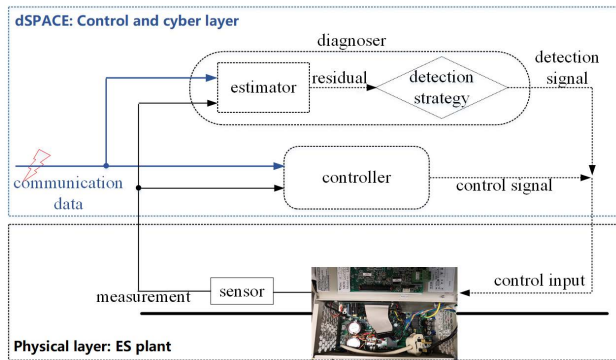 dSPACE: Control and cyber layer
diagnoser
detection
signal
estimator
residual
detection
strategy
communication
data
controller
control signal
measurement
sensor
control input
Physical layer: ES plant